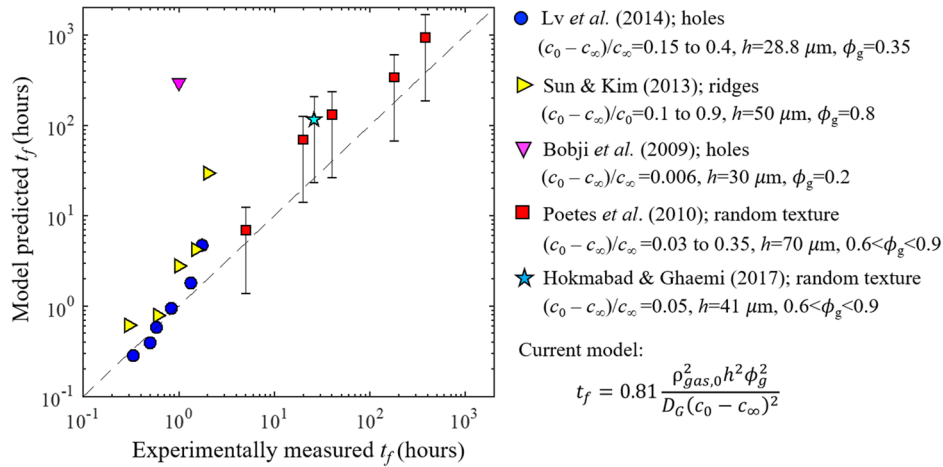 10³
10²
10¹
10⁰
10⁻¹
10⁻¹
10⁰
10¹
10²
10³
Model predicted t_f (hours)
Experimentally measured t_f (hours)
Lv et al. (2014); holes
(c₀ – c∞)/c∞=0.15 to 0.4, h=28.8 μm, ϕg=0.35
Sun & Kim (2013); ridges
(c₀ – c∞)/c₀=0.1 to 0.9, h=50 μm, ϕg=0.8
Bobji et al. (2009); holes
(c₀ – c∞)/c∞ =0.006, h=30 μm, ϕg=0.2
Poetes et al. (2010); random texture
(c₀ – c∞)/c∞ =0.03 to 0.35, h=70 μm, 0.6<ϕg<0.9
Hokmabad & Ghaemi (2017); random texture
(c₀ – c∞)/c∞ =0.05, h=41 μm, 0.6<ϕg<0.9
Current model:
t_f = 0.81 ρ²gas,0 h² ϕ²g / D_G(c₀ − c∞)²